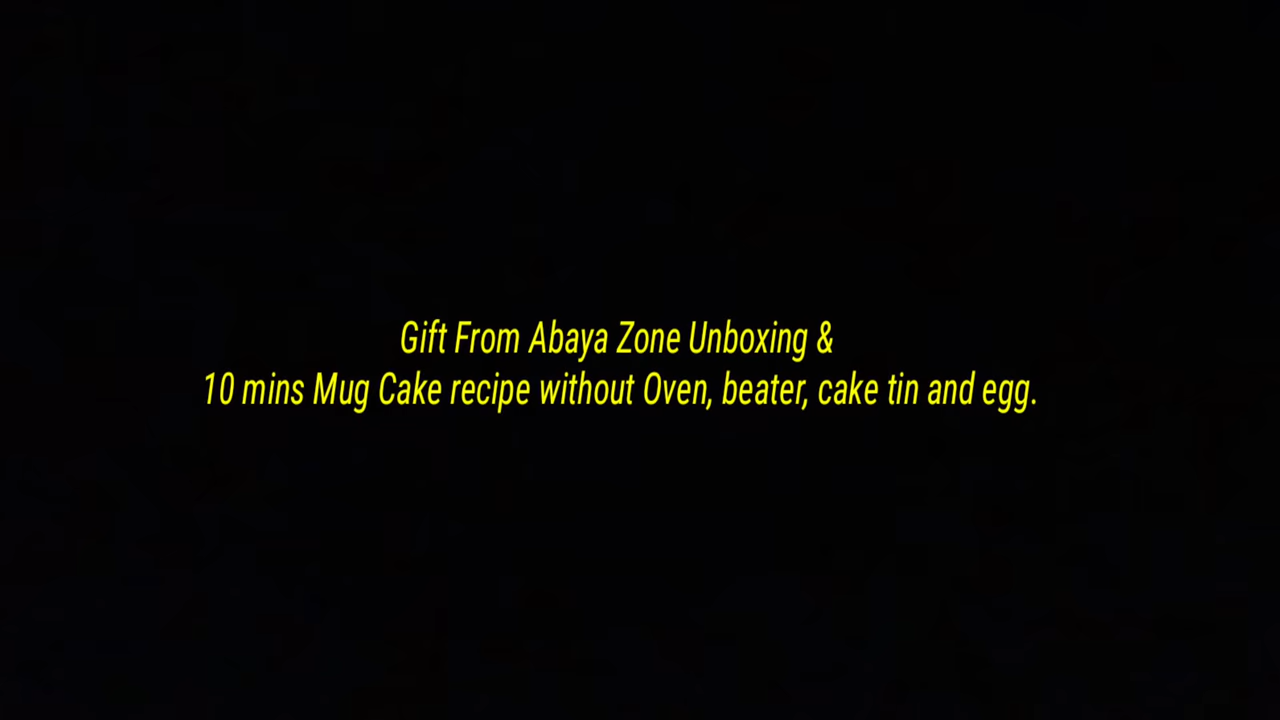 Gift From Abaya Zone Unboxing &
10 mins Mug Cake recipe without Oven, beater, cake tin and egg.